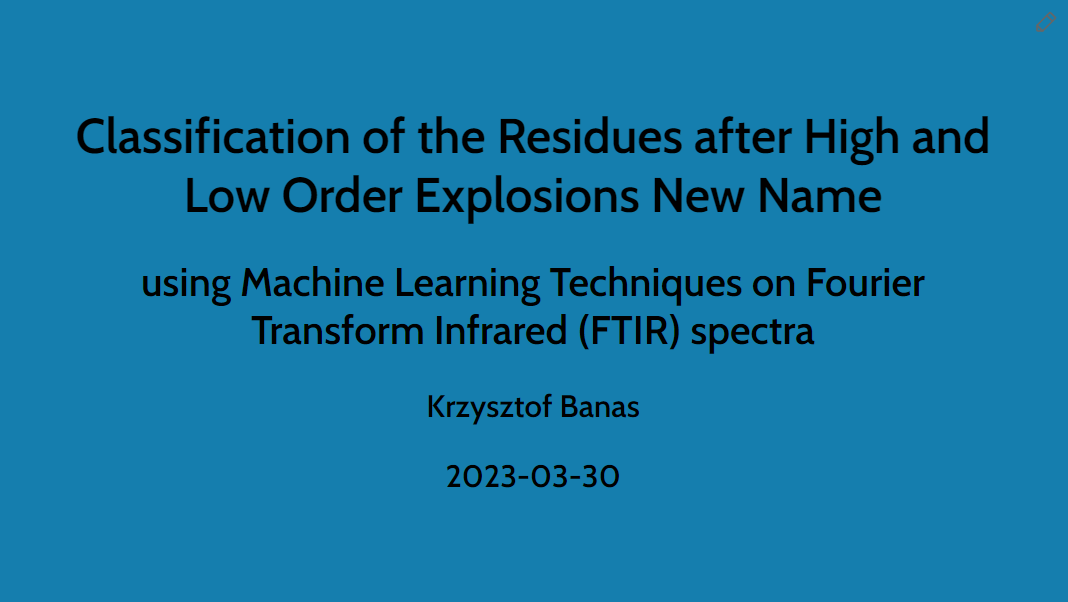 Classification of the Residues after High and
Low Order Explosions New Name
using Machine Learning Techniques on Fourier
Transform Infrared (FTIR) spectra
Krzysztof Banas
2023-03-30